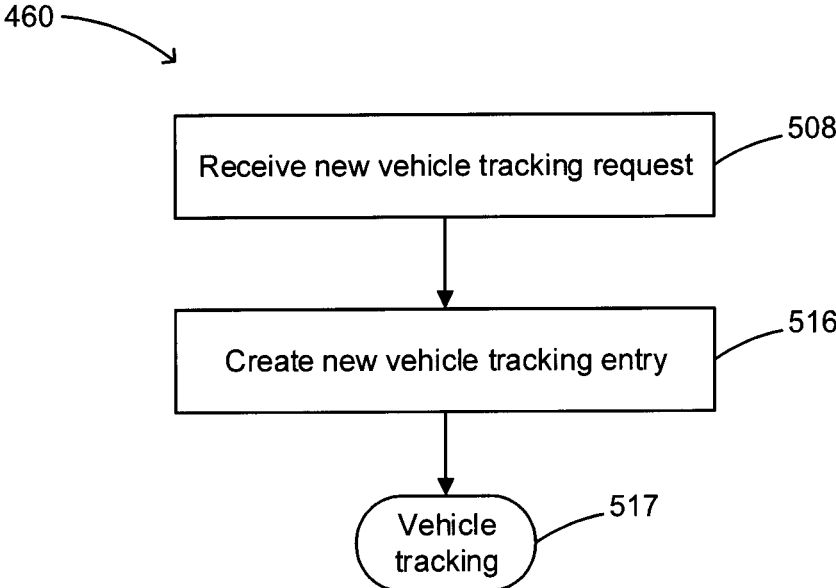 460
508
Receive new vehicle tracking request
516
Create new vehicle tracking entry
517
Vehicle
tracking